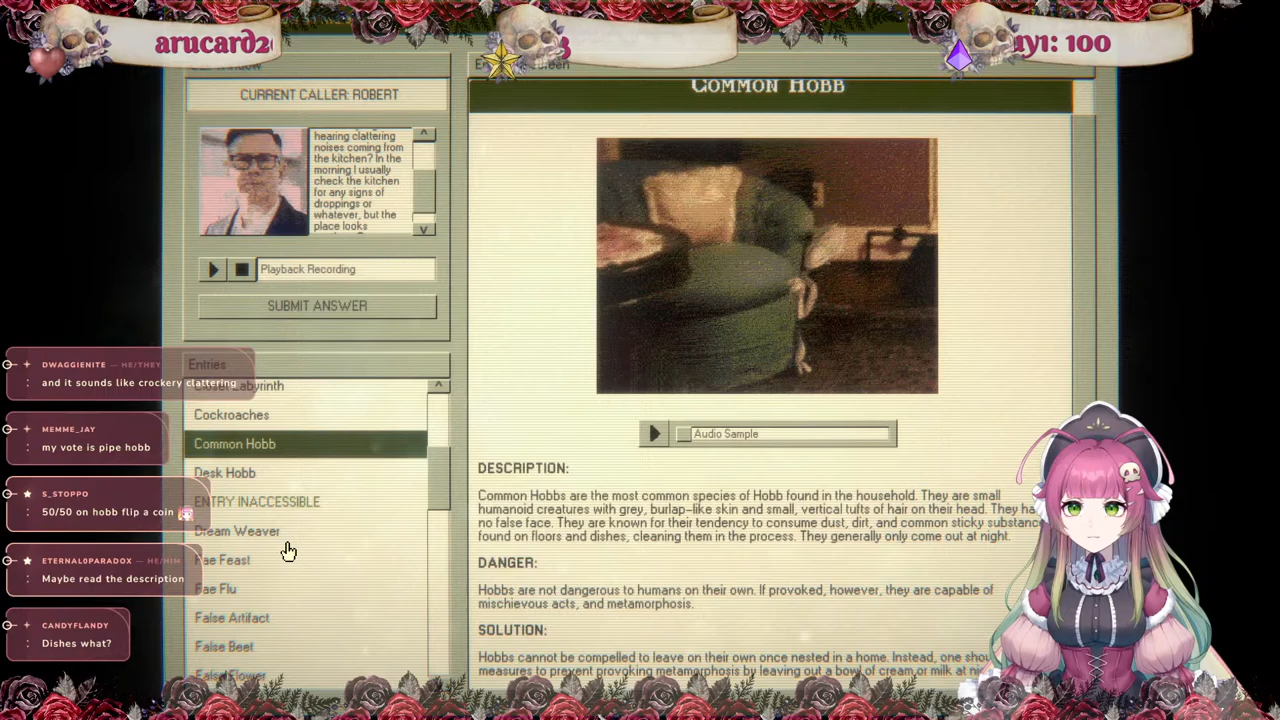 arucard2
3
uy1: 100
CURRENT CALLER: ROBERT
hearing clattering
noises coming from
the kitchen? In the
morning I usually
check the kitchen
for any signs of
droppings or
whatever, but the
place looks
Playback Recording
SUBMIT ANSWER
Entries
Closet Labyrinth
Cockroaches
Common Hobb
Desk Hobb
ENTRY INACCESSIBLE
Dream Weaver
Fae Feast
Fae Flu
False Artifact
False Beet
False Flower
COMMON HOBB
Audio Sample
DESCRIPTION:
Common Hobbs are the most common species of Hobb found in the household. They are small
humanoid creatures with grey, burlap-like skin and small, vertical tufts of hair on their head. They ha
no false face. They are known for their tendency to consume dust, dirt, and common sticky substanc
found on floors and dishes, cleaning them in the process. They generally only come out at night.
DANGER:
Hobbs are not dangerous to humans on their own. If provoked, however, they are capable of
mischievous acts, and metamorphosis.
SOLUTION:
Hobbs cannot be compelled to leave on their own once nested in a home. Instead, one shou
measures to prevent provoking metamorphosis by leaving out a bowl of cream or milk at nig
DWAGGIENITE — HE/THEY
: and it sounds like crockery clattering
MEMME_JAY
: my vote is pipe hobb
S_STOPPO
: 50/50 on hobb flip a coin
ETERNAL0PARADOX — HE/HIM
: Maybe read the description
CANDYFLANDY
: Dishes what?